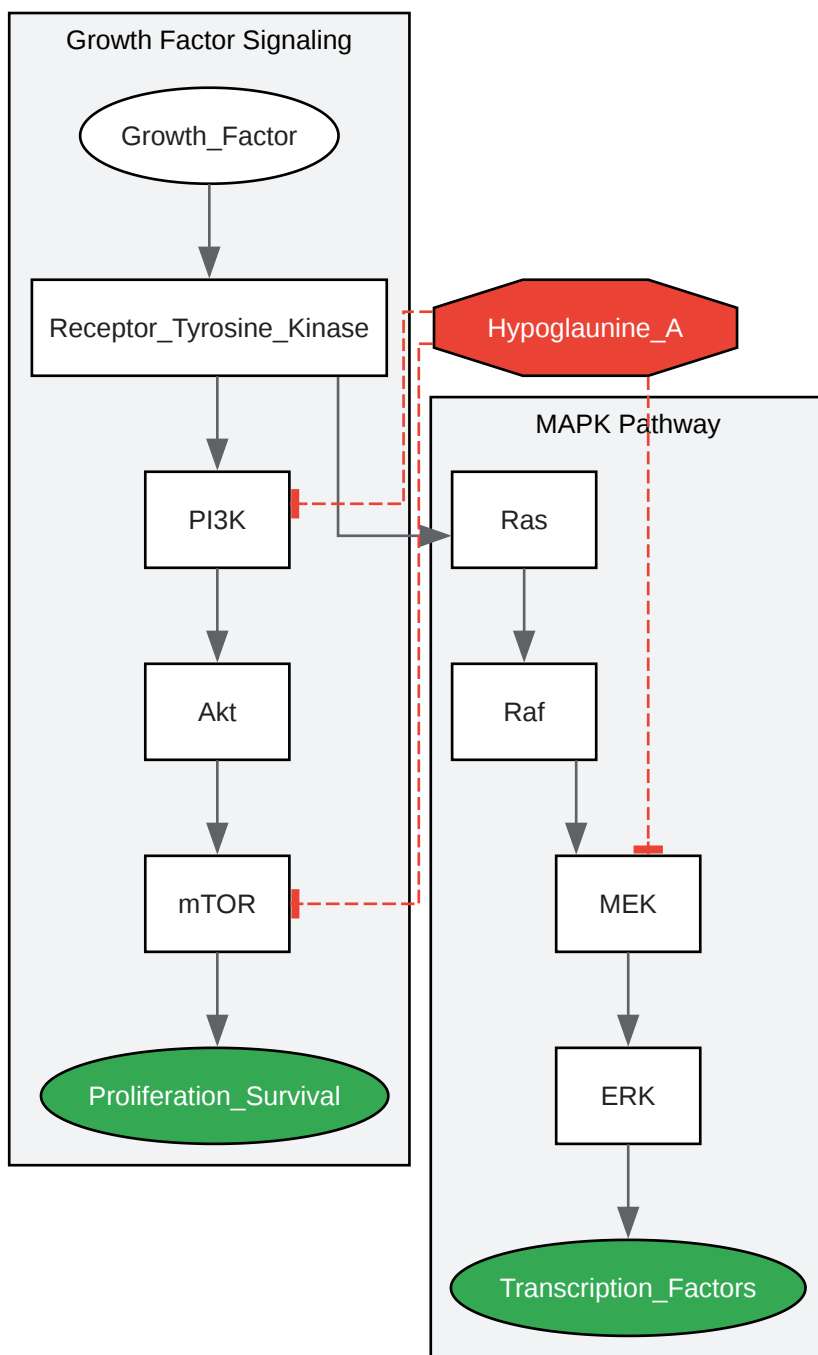 Growth Factor Signaling
Growth_Factor
Receptor_Tyrosine_Kinase
Hypoglaunine_A
MAPK Pathway
PI3K
Ras
Akt
Raf
mTOR
MEK
Proliferation_Survival
ERK
Transcription_Factors